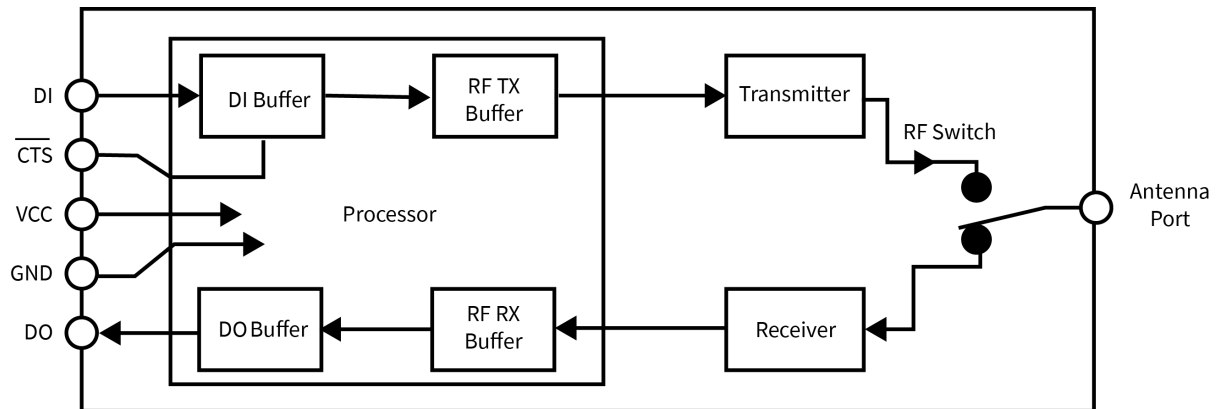 DI
DI Buffer
RF TX
Buffer
Transmitter
RF Switch
CTS
VCC
Processor
Antenna
Port
GND
DO
DO Buffer
RF RX
Buffer
Receiver